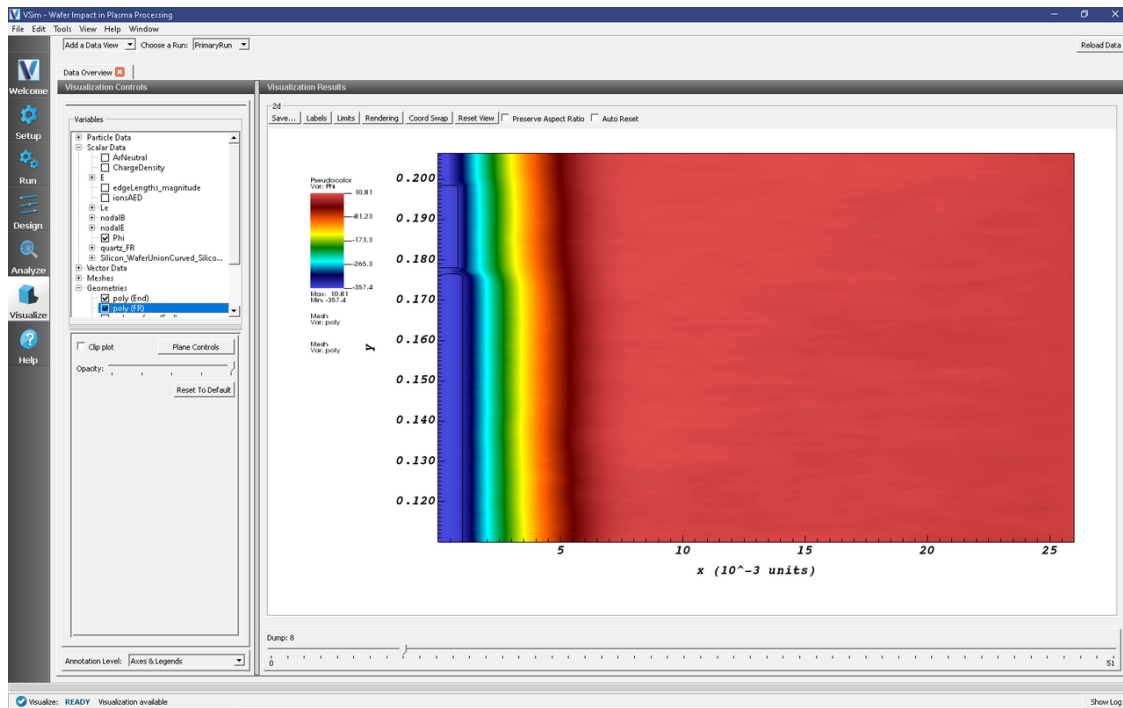 VSim - Wafer Impact in Plasma Processing
File Edit Tools View Help Window
Add a Data View Choose a Run: PrimaryRun
Reload Data
Data Overview
Welcome
Setup
Run
Design
Analyze
Visualize
Help
Visualization Controls
Variables
Particle Data
Scalar Data
ArNeutral
ChargeDensity
E
edgeLengths_magnitude
ionsAED
Le
nodalB
nodalE
Phi
quartz_FR
Silicon_WaferUnionCurved_Silico...
Vector Data
Meshes
Geometries
poly (End)
poly (FR)
Clip plot
Plane Controls
Opacity:
Reset To Default
Annotation Level: Axes & Legends
Visualization Results
2d
Save... Labels Limits Rendering Coord Swap Reset View Preserve Aspect Ratio Auto Reset
Pseudocolor
Var: Phi
10.81
-81.23
-173.3
-265.3
-357.4
Max: 10.81
Min: -357.4
Mesh
Var: poly
Mesh
Var: poly
y
0.200
0.190
0.180
0.170
0.160
0.150
0.140
0.130
0.120
5 10 15 20 25
x (10^-3 units)
Dump: 8
0 51
Visualize: READY Visualization available
Show Log